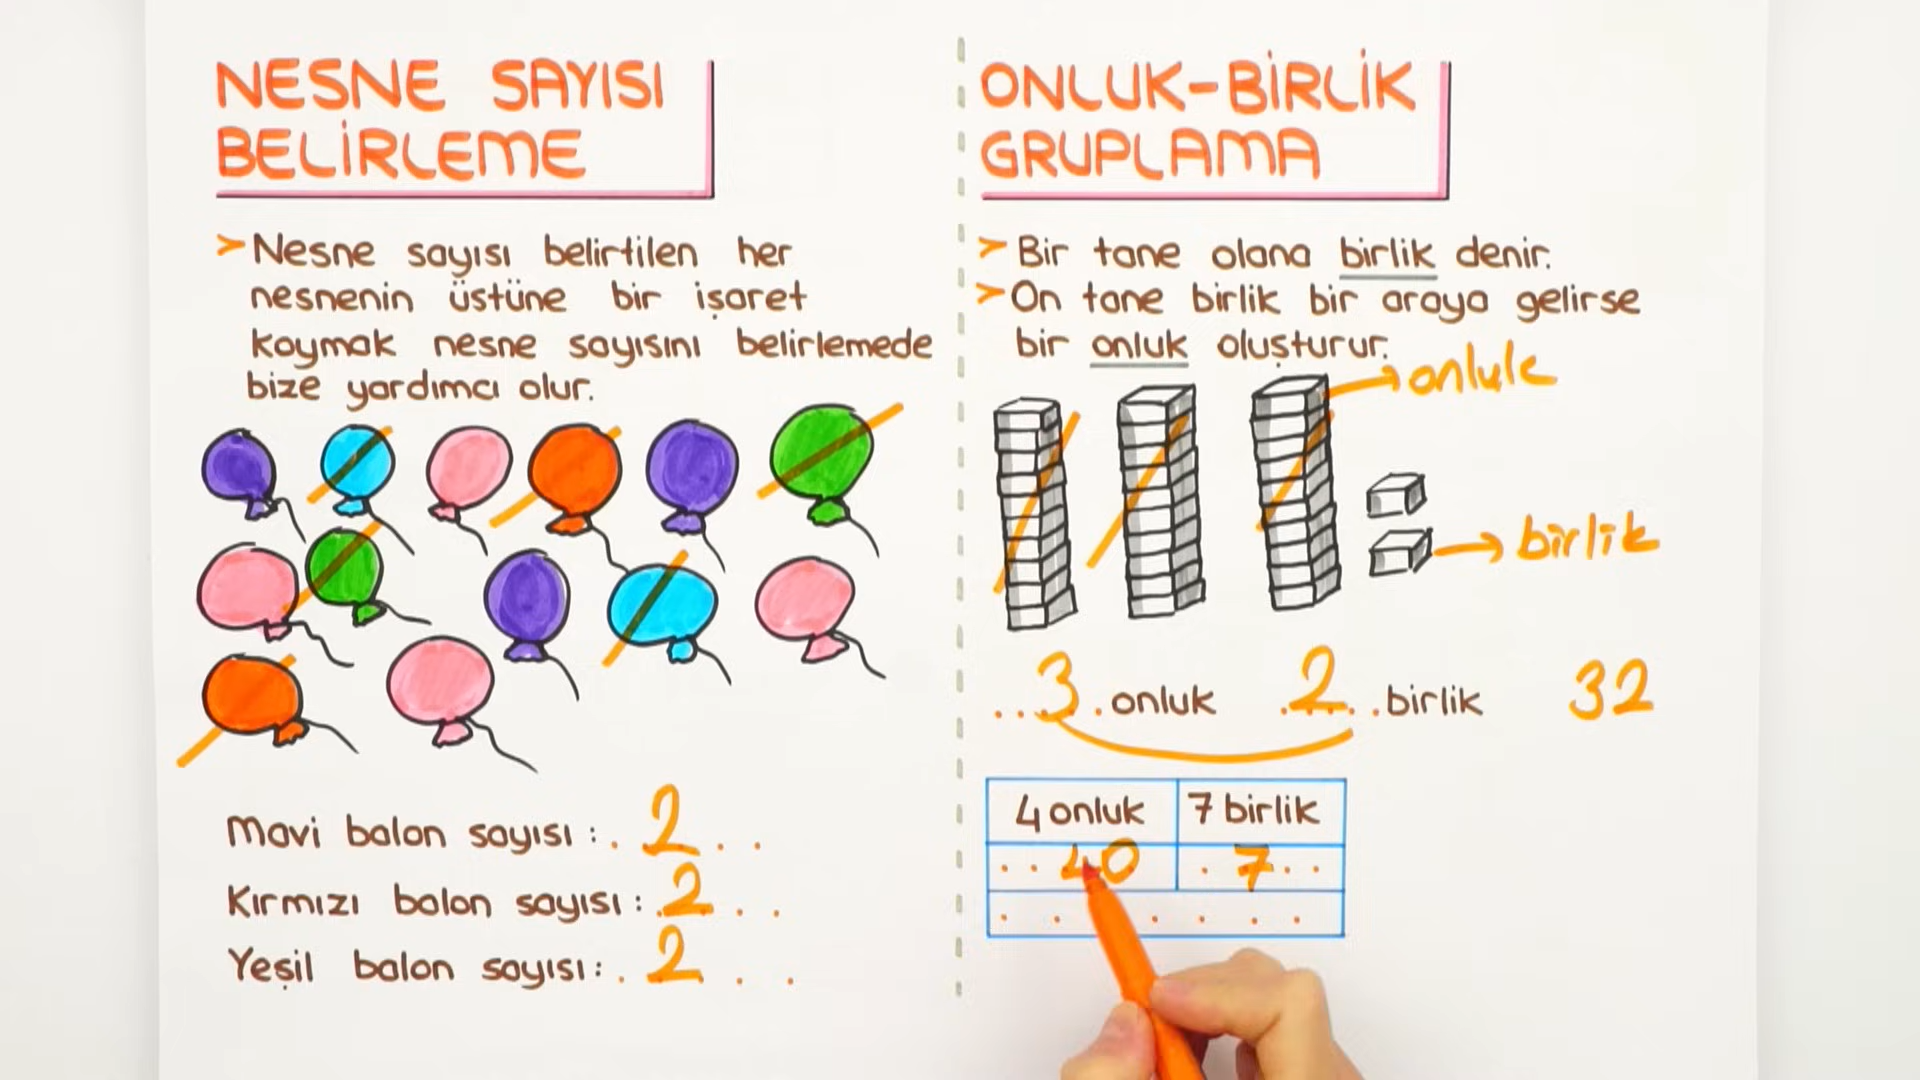 NESNE SAYISI
BELİRLEME
➤ Nesne sayısı belirtilen her
nesnenin üstüne bir işaret
koymak nesne sayısını belirlemede
bize yardımcı olur.
Mavi balon sayısı : . 2 . .
Kırmızı balon sayısı : . 2 . .
Yeşil balon sayısı : . 2 . .
ONLUK-BİRLİK
GRUPLAMA
➤ Bir tane olana birlik denir.
➤ On tane birlik bir araya gelirse
bir onluk oluşturur.
onluk
birlik
...3. onluk .2..birlik 32
4 onluk 7 birlik
. . 40 . 7 . .